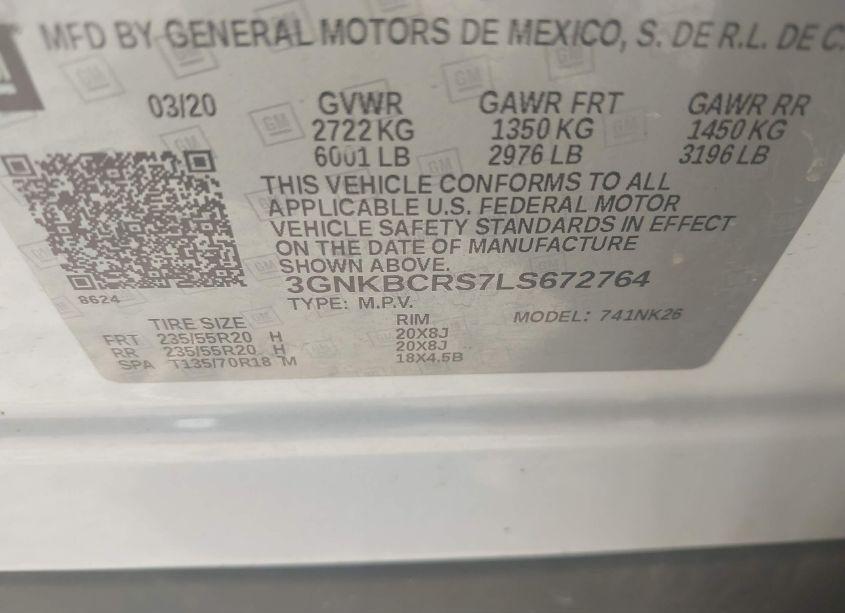 MFD BY GENERAL MOTORS DE MEXICO, S. DE R.L. DE C.
03/20 GVWR GAWR FRT GAWR RR
2722 KG 1350 KG 1450 KG
6001 LB 2976 LB 3196 LB
THIS VEHICLE CONFORMS TO ALL
APPLICABLE U.S. FEDERAL MOTOR
VEHICLE SAFETY STANDARDS IN EFFECT
ON THE DATE OF MANUFACTURE
SHOWN ABOVE.
3GNKBCRS7LS672764
8624
TYPE: M.P.V. MODEL: 741NK26
TIRE SIZE RIM
FRT 235/55R20 H 20X8J
RR 235/55R20 H 20X8J
SPA T135/70R18 M 18X4.5B